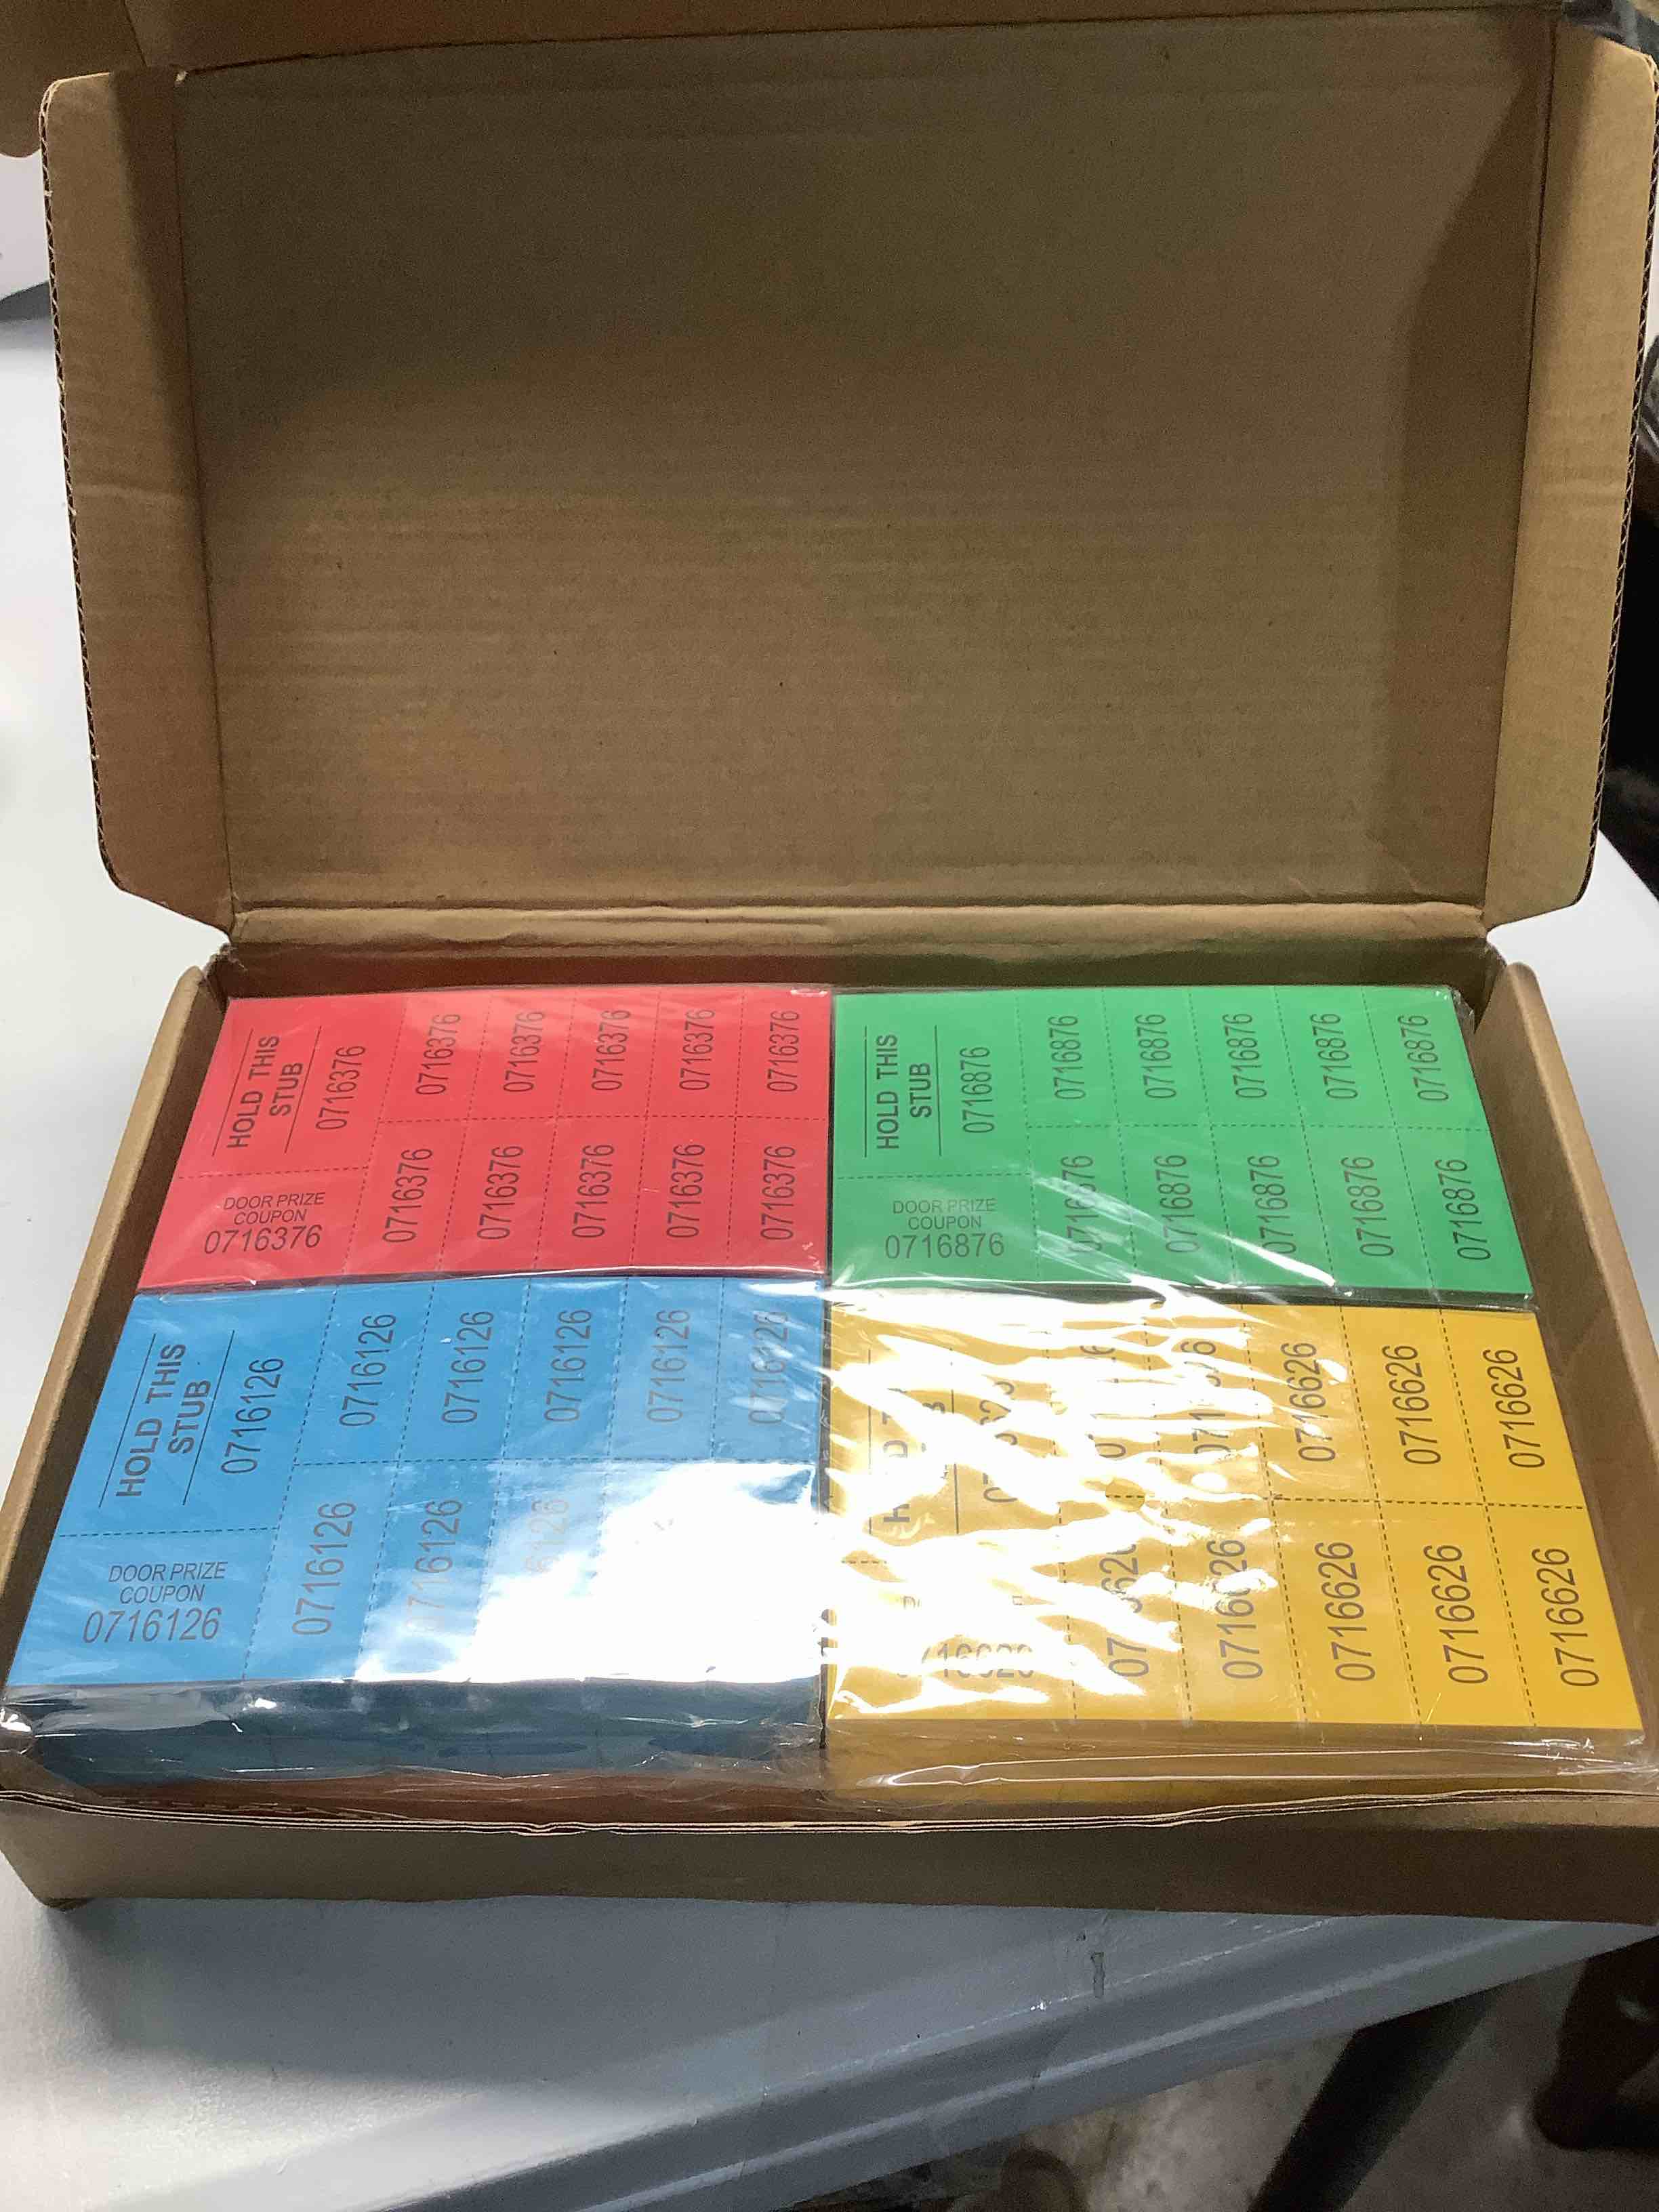 HOLD THIS
STUB
0716376
0716376 0716376 0716376 0716376 0716376
DOOR PRIZE
COUPON
0716376
0716376 0716376 0716376 0716376 0716376
HOLD THIS
STUB
0716876
0716876 0716876 0716876 0716876 0716876
DOOR PRIZE
COUPON
0716876
0716876 0716876 0716876 0716876 0716876
HOLD THIS
STUB
0716126
0716126 0716126 0716126 0716126 0716126
DOOR PRIZE
COUPON
0716126
0716126 0716126
0716626 0716626 0716626
0716626 0716626 0716626 0716626